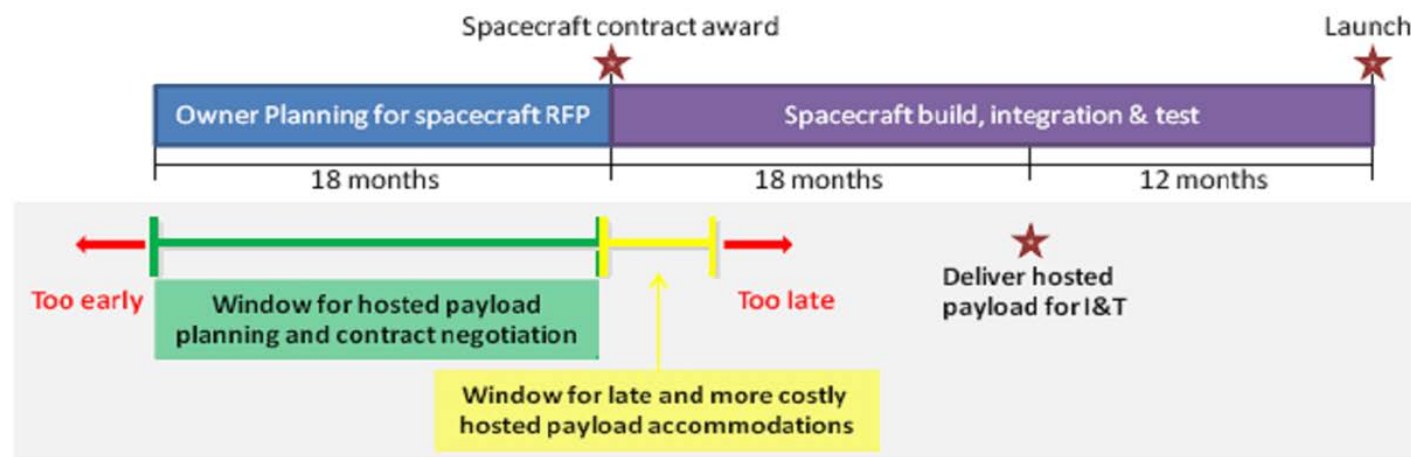 Spacecraft contract award
Launch
Owner Planning for spacecraft RFP
Spacecraft build, integration & test
18 months
18 months
12 months
Too early
Window for hosted payload
planning and contract negotiation
Too late
Deliver hosted
payload for I&T
Window for late and more costly
hosted payload accommodations